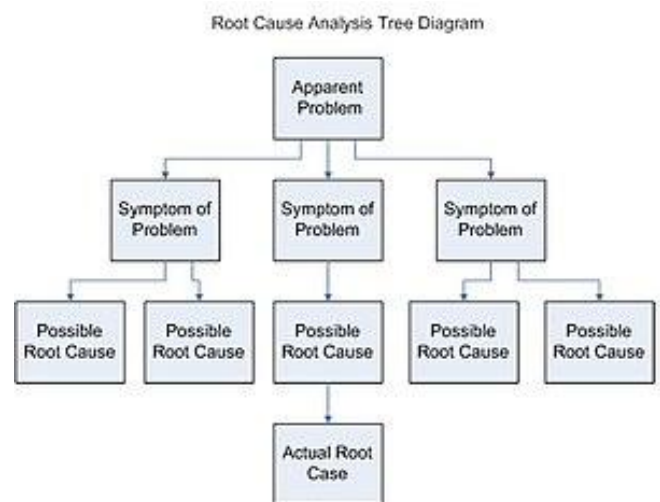 Root Cause Analysis Tree Diagram
Apparent
Problem
Symptom of
Problem
Symptom of
Problem
Symptom of
Problem
Possible
Root Cause
Possible
Root Cause
Possible
Root Cause
Possible
Root Cause
Possible
Root Cause
Actual Root
Case